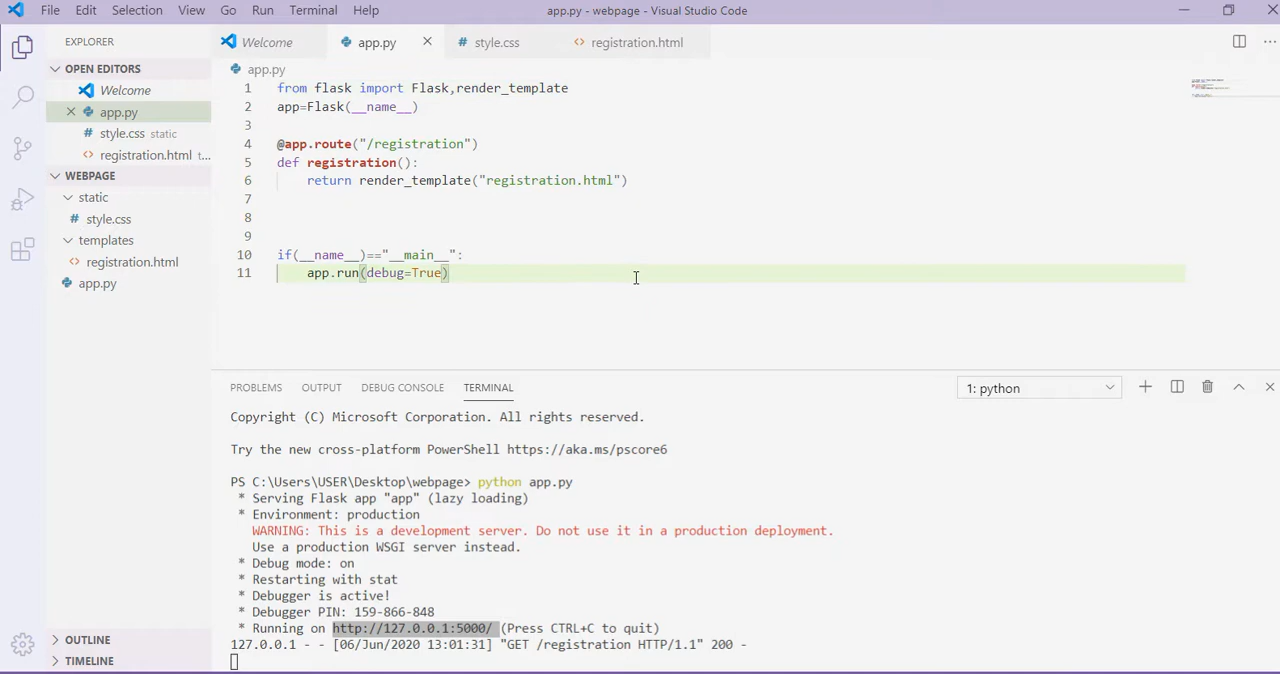 File Edit Selection View Go Run Terminal Help app.py - webpage - Visual Studio Code
EXPLORER
Welcome app.py style.css registration.html
OPEN EDITORS
Welcome
app.py
style.css static
registration.html t...
WEBPAGE
static
style.css
templates
registration.html
app.py
OUTLINE
TIMELINE
app.py
1 from flask import Flask,render_template
2 app=Flask(__name__)
3
4 @app.route("/registration")
5 def registration():
6 return render_template("registration.html")
7
8
9
10 if(__name__)=="__main__":
11 app.run(debug=True)
PROBLEMS OUTPUT DEBUG CONSOLE TERMINAL 1: python
Copyright (C) Microsoft Corporation. All rights reserved.
Try the new cross-platform PowerShell https://aka.ms/pscore6
PS C:\Users\USER\Desktop\webpage> python app.py
* Serving Flask app "app" (lazy loading)
* Environment: production
WARNING: This is a development server. Do not use it in a production deployment.
Use a production WSGI server instead.
* Debug mode: on
* Restarting with stat
* Debugger is active!
* Debugger PIN: 159-866-848
* Running on http://127.0.0.1:5000/ (Press CTRL+C to quit)
127.0.0.1 - - [06/Jun/2020 13:01:31] "GET /registration HTTP/1.1" 200 -